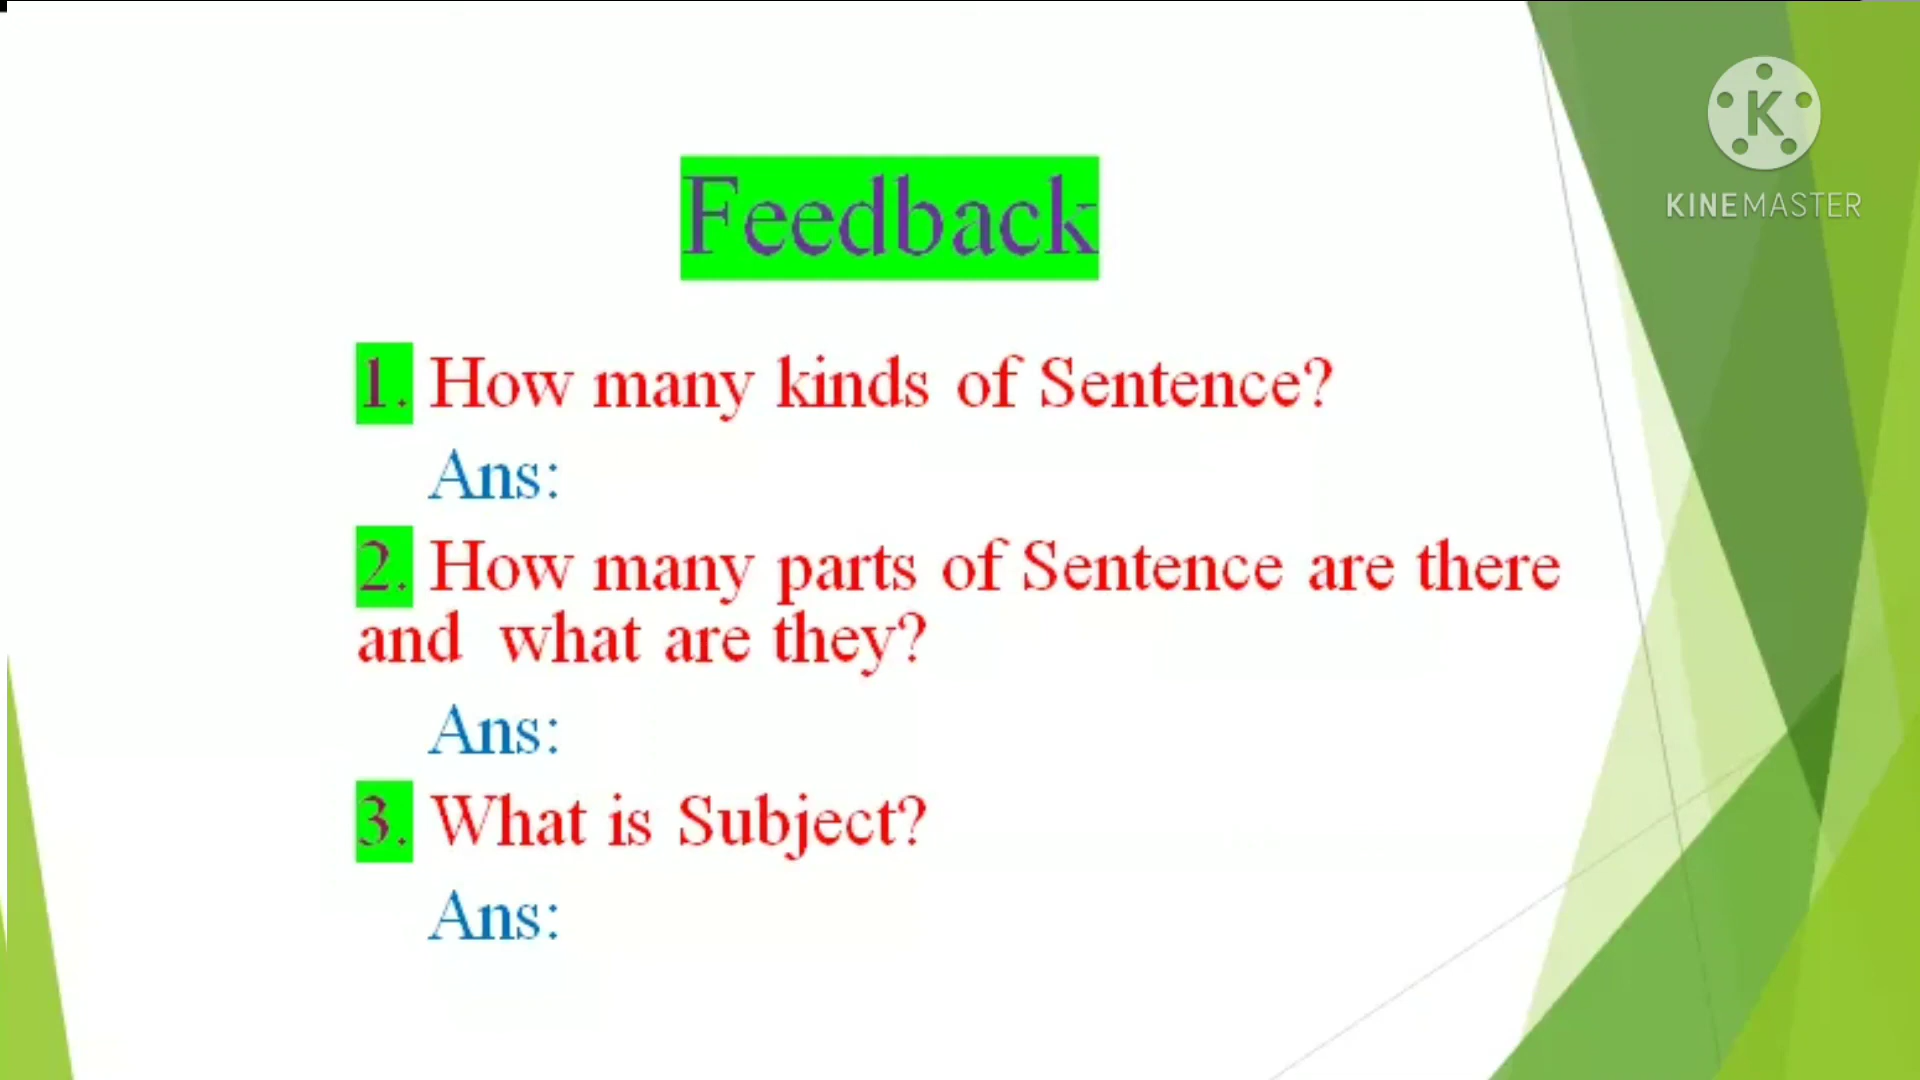 KINEMASTER
Feedback
1. How many kinds of Sentence?
Ans:
2. How many parts of Sentence are there
and what are they?
Ans:
3. What is Subject?
Ans: